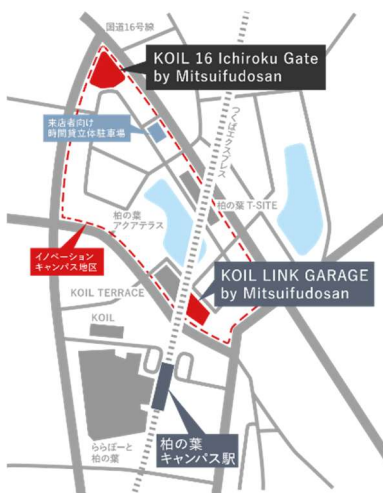 国道16号線
KOIL 16 Ichiroku Gate
by Mitsuifudosan
来店者向け
時間貸立体駐車場
つくばエクスプレス
柏の葉 T-SITE
柏の葉
アクアテラス
イノベーション
キャンパス地区
KOIL LINK GARAGE
by Mitsuifudosan
KOIL TERRACE
KOIL
柏の葉
キャンパス駅
ららぽーと
柏の葉